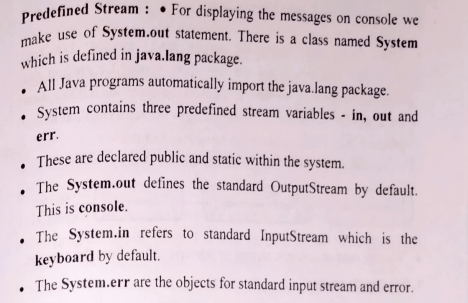 Predefined Stream : • For displaying the messages on console we
make use of System.out statement. There is a class named System
which is defined in java.lang package.
• All Java programs automatically import the java.lang package.
• System contains three predefined stream variables - in, out and
err.
• These are declared public and static within the system.
• The System.out defines the standard OutputStream by default.
This is console.
• The System.in refers to standard InputStream which is the
keyboard by default.
• The System.err are the objects for standard input stream and error.